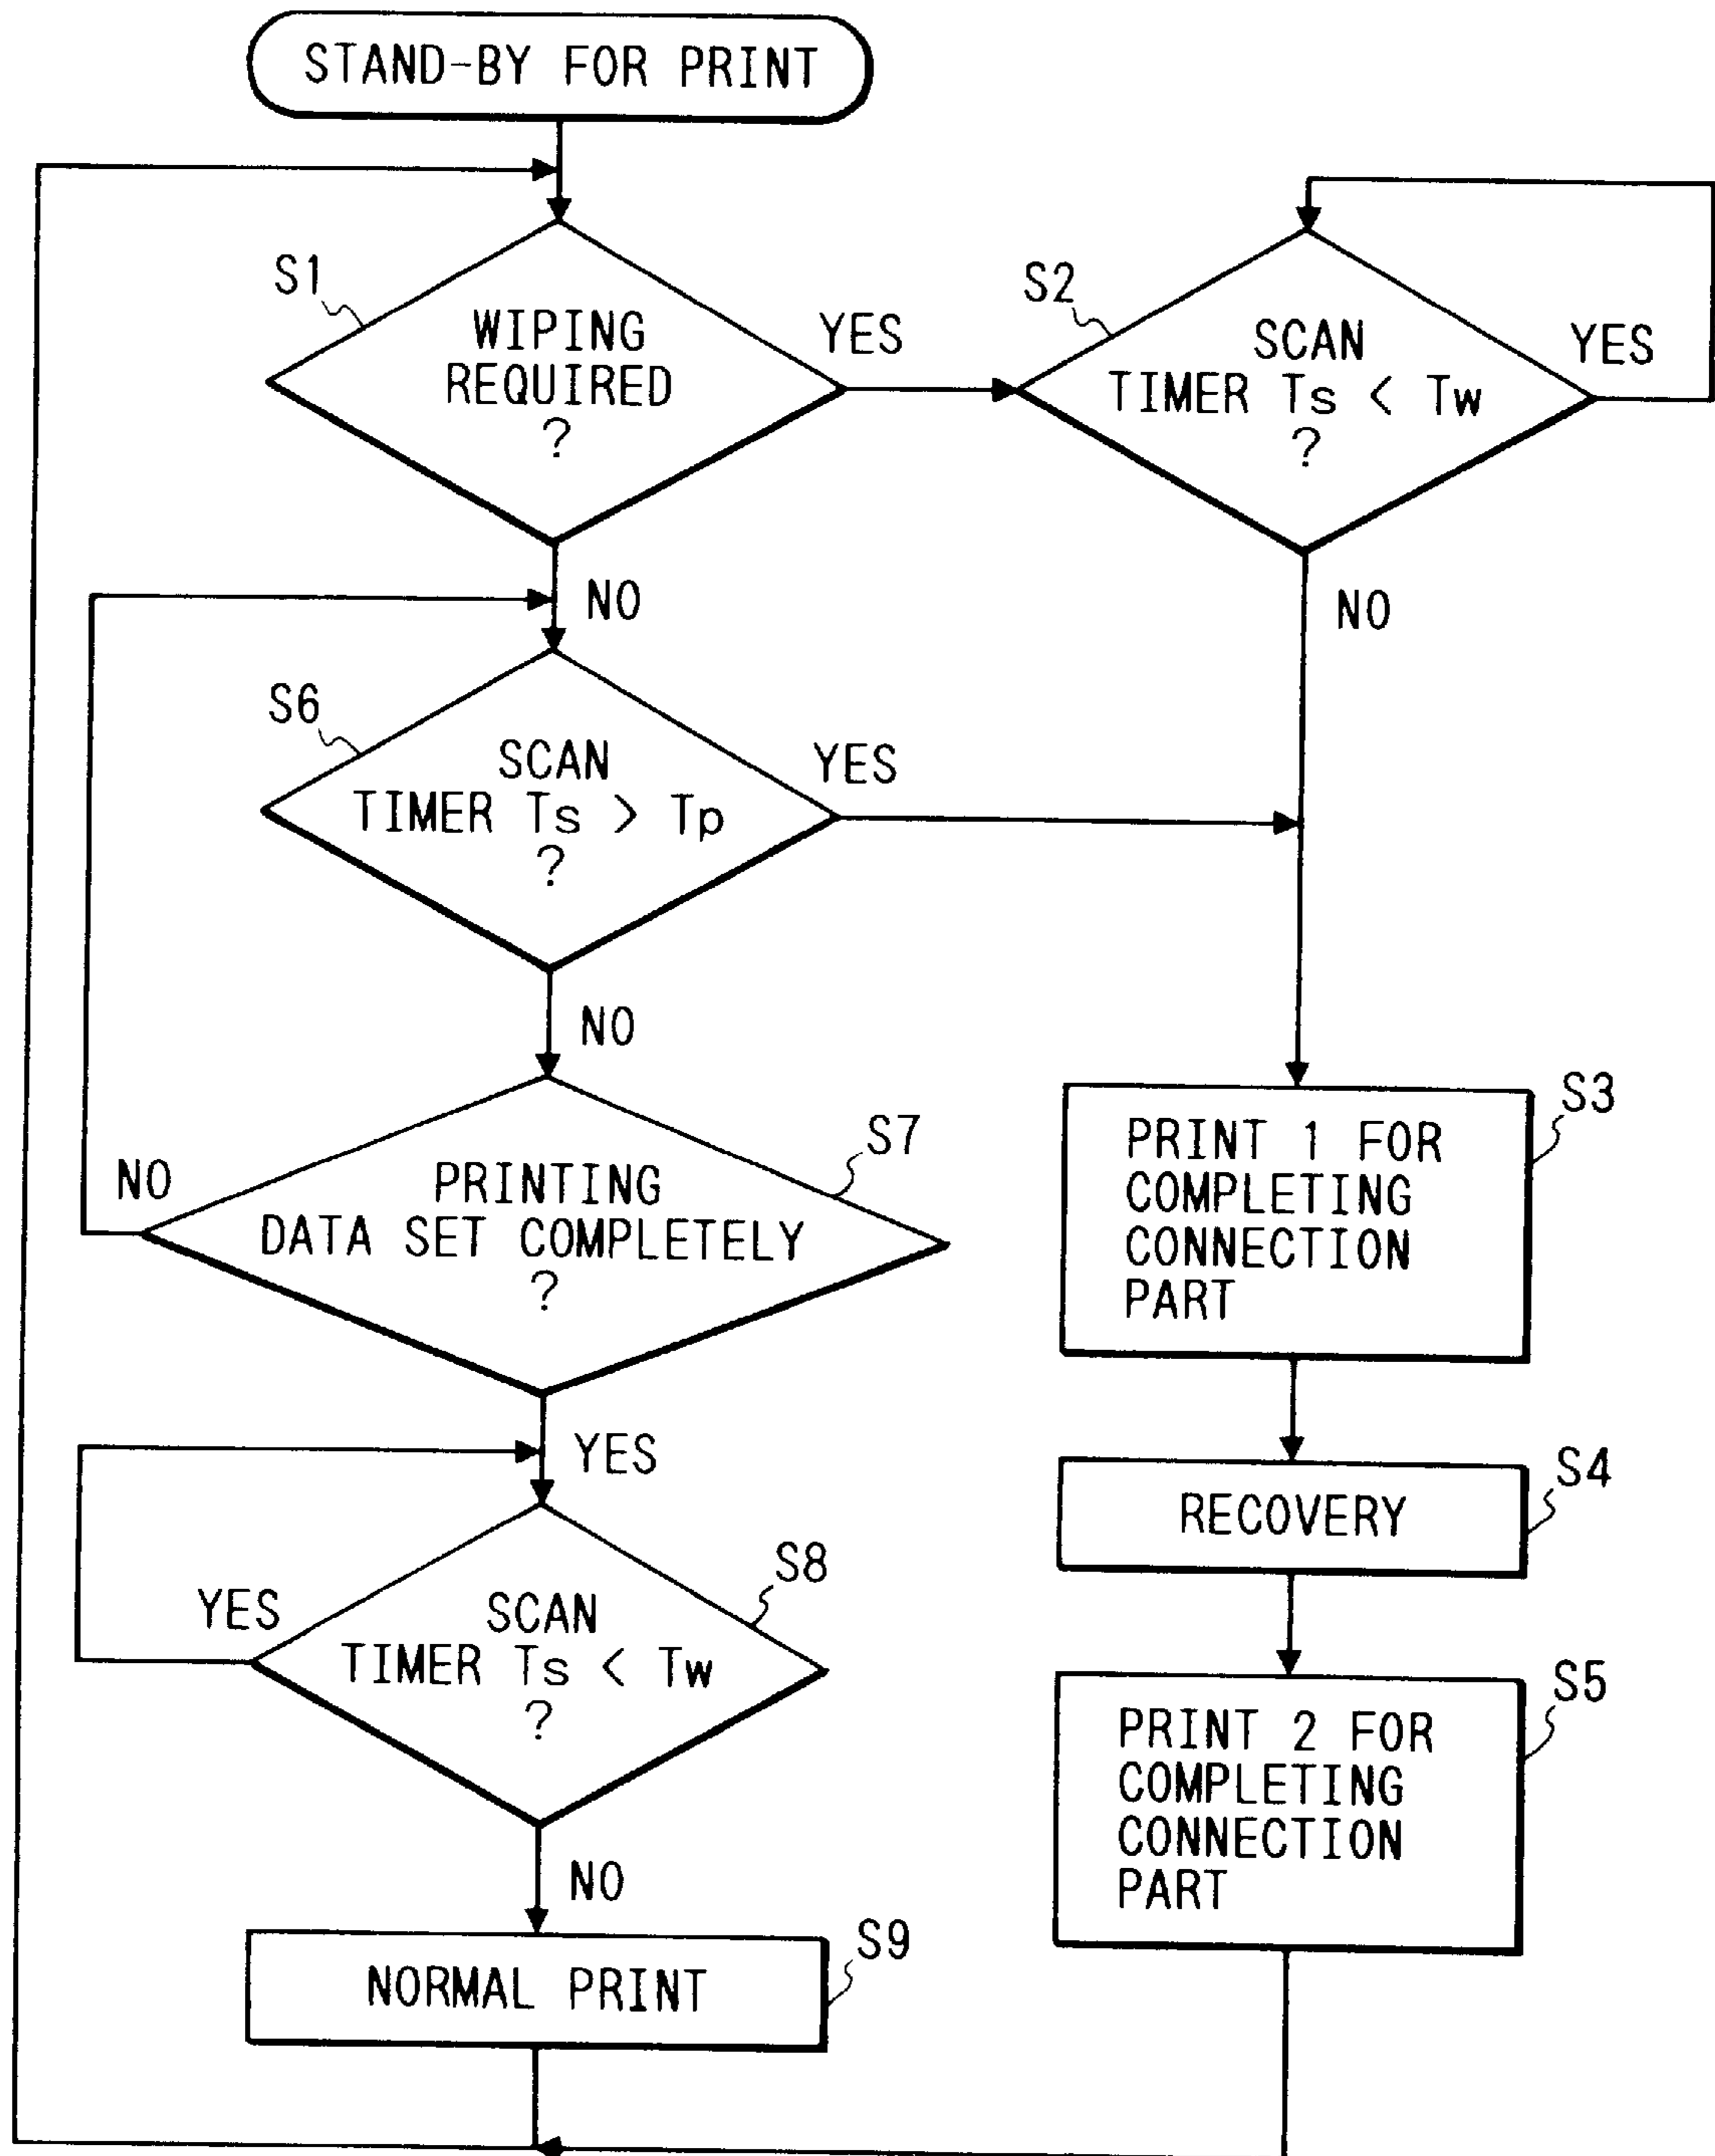 STAND-BY FOR PRINT
S1
WIPING
REQUIRED
?
YES
S2
SCAN
TIMER Ts < Tw
?
YES
NO
NO
S6
SCAN
TIMER Ts > Tp
?
YES
NO
S7
PRINTING
DATA SET COMPLETELY
?
NO
YES
S3
PRINT 1 FOR
COMPLETING
CONNECTION
PART
S4
RECOVERY
S8
SCAN
TIMER Ts < Tw
?
YES
NO
S5
PRINT 2 FOR
COMPLETING
CONNECTION
PART
S9
NORMAL PRINT